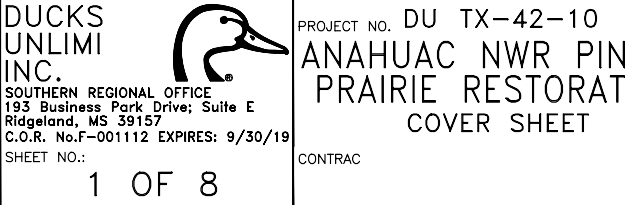 DUCKS
UNLIMI
INC.
®
SOUTHERN REGIONAL OFFICE
193 Business Park Drive; Suite E
Ridgeland, MS 39157
C.O.R. No.F-001112 EXPIRES: 9/30/19
SHEET NO.:
1 OF 8
PROJECT NO. DU TX-42-10
ANAHUAC NWR PIN
PRAIRIE RESTORAT
COVER SHEET
CONTRAC